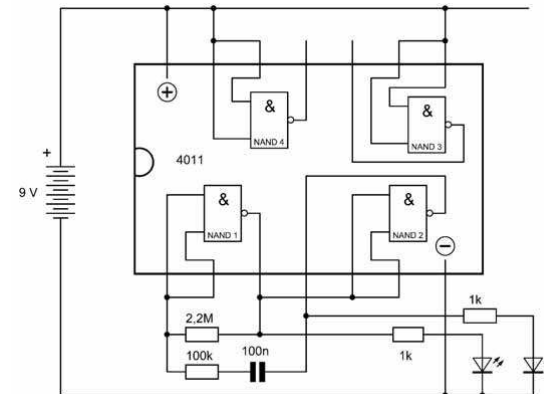 &
NAND 4
&
NAND 3
+
4011
+
9 V
&
NAND 1
&
NAND 2
−
1k
2,2M
100k
100n
1k